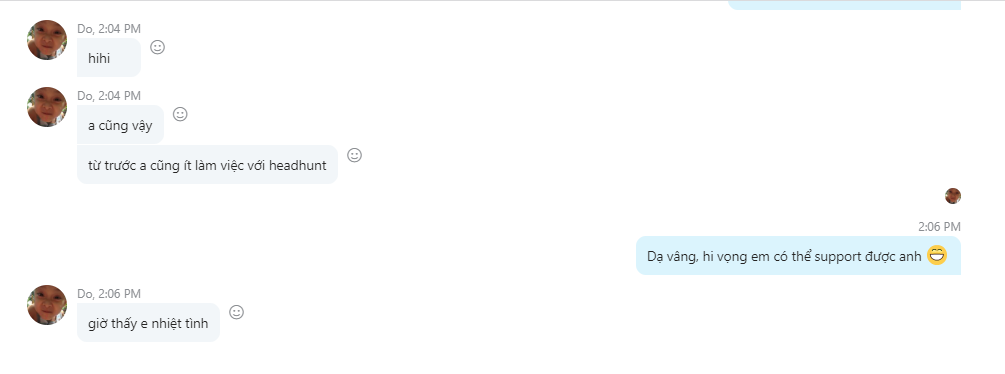 Do, 2:04 PM
hihi
Do, 2:04 PM
a cũng vậy
từ trước a cũng ít làm việc với headhunt
2:06 PM
Dạ vâng, hi vọng em có thể support được anh
Do, 2:06 PM
giờ thấy e nhiệt tình